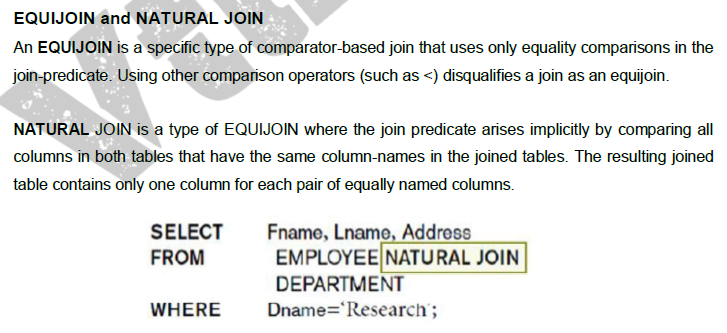 EQUIJOIN and NATURAL JOIN
An EQUIJOIN is a specific type of comparator-based join that uses only equality comparisons in the
join-predicate. Using other comparison operators (such as <) disqualifies a join as an equijoin.
NATURAL JOIN is a type of EQUIJOIN where the join predicate arises implicitly by comparing all
columns in both tables that have the same column-names in the joined tables. The resulting joined
table contains only one column for each pair of equally named columns.
SELECT Fname, Lname, Address
FROM EMPLOYEE NATURAL JOIN
DEPARTMENT
WHERE Dname='Research';